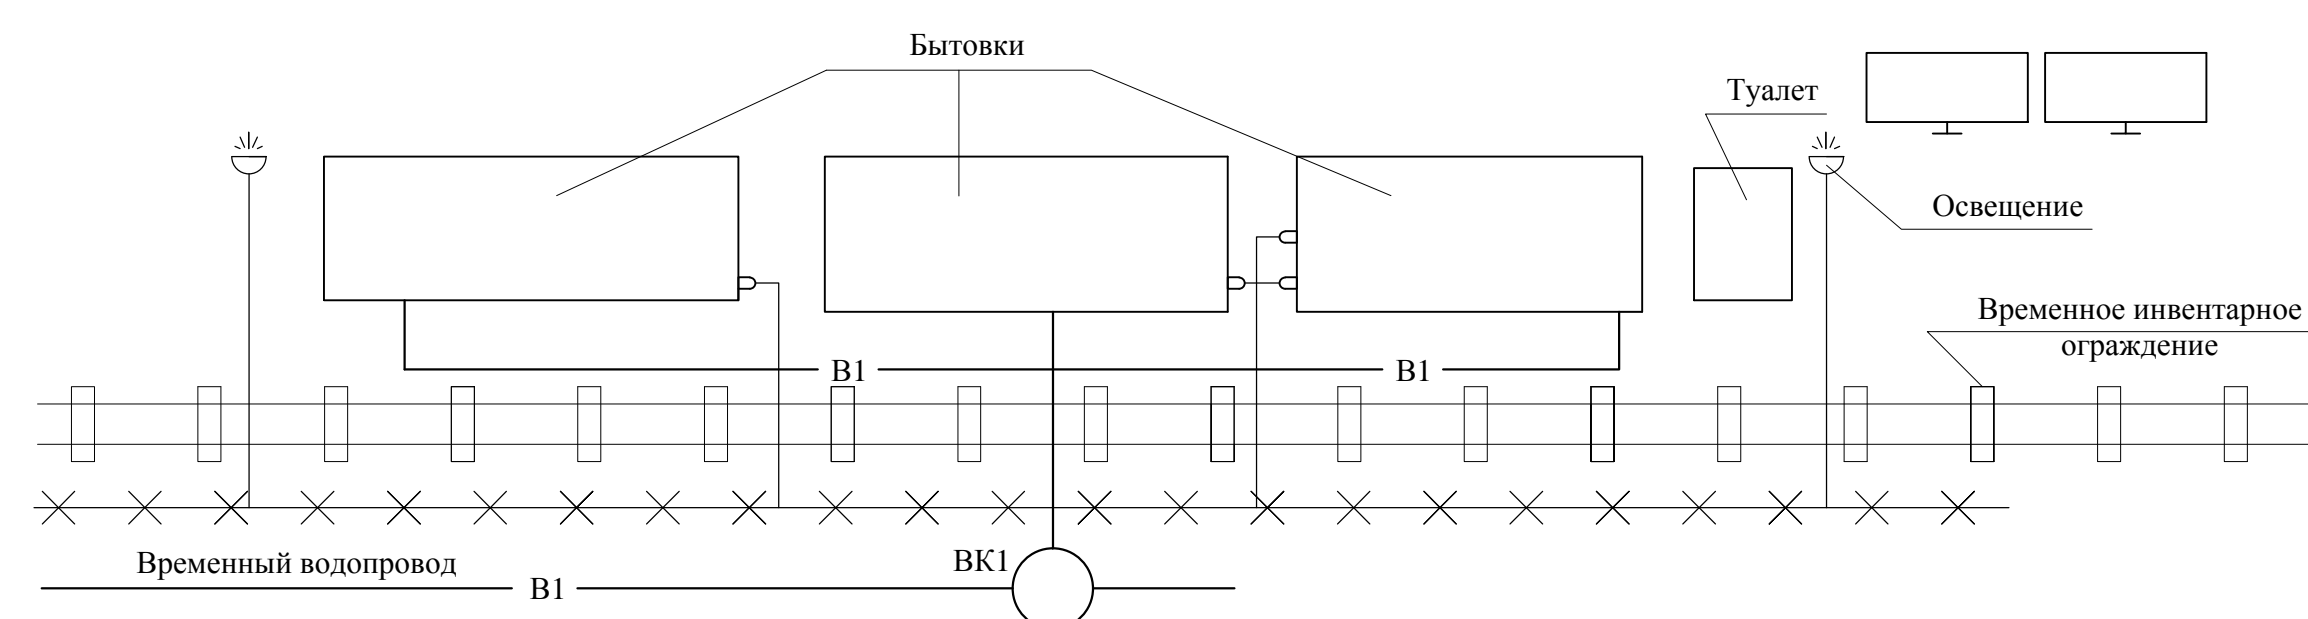 Бытовки
Туалет
Освещение
Временное инвентарное
ограждение
В1
В1
Временный водопровод
ВК1
В1